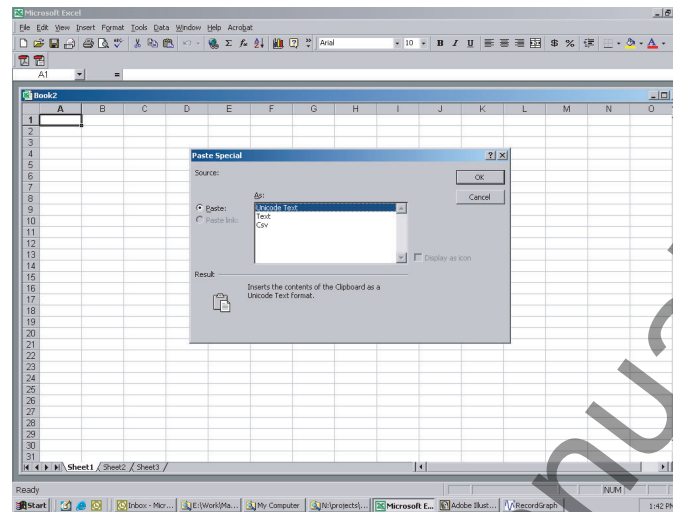 Microsoft Excel
File Edit View Insert Format Tools Data Window Help Acrobat
Arial 10 B I U $ %
A1 =
Book2
A B C D E F G H I J K L M N O
1
2
3
4
5
6
7
8
9
10
11
12
13
14
15
16
17
18
19
20
21
22
23
24
25
26
27
28
29
30
31
Paste Special
Source:
OK
As:
Cancel
Paste:
Unicode Text
Paste link:
Text
Csv
Display as icon
Result
Inserts the contents of the Clipboard as a
Unicode Text format.
Sheet1 Sheet2 Sheet3
Ready NUM
Start Inbox - Micr... E:\Work\Ma... My Computer N:\projects\... Microsoft E... Adobe Illust... RecordGraph 1:42 PM